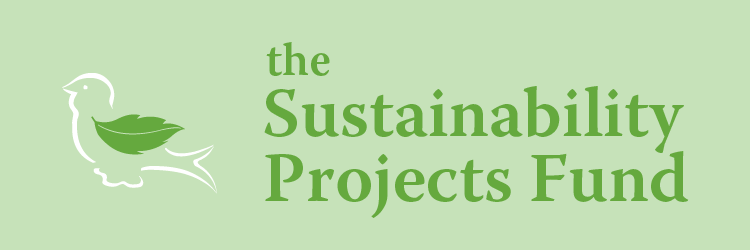 the
Sustainability
Projects Fund